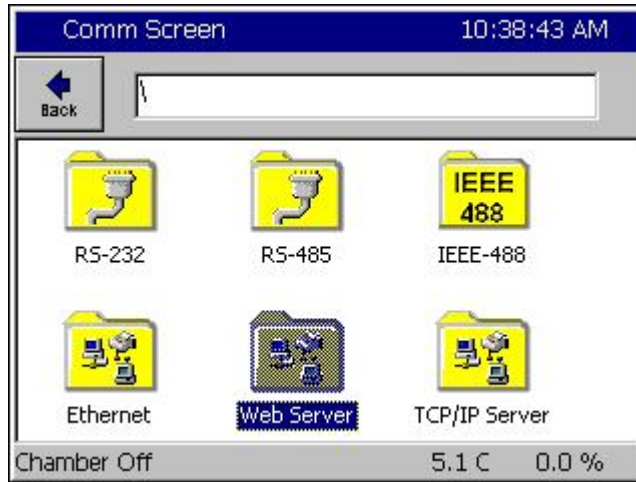 Comm Screen 10:38:43 AM
Back \
IEEE
488
RS-232 RS-485 IEEE-488
Ethernet Web Server TCP/IP Server
Chamber Off 5.1 C 0.0 %